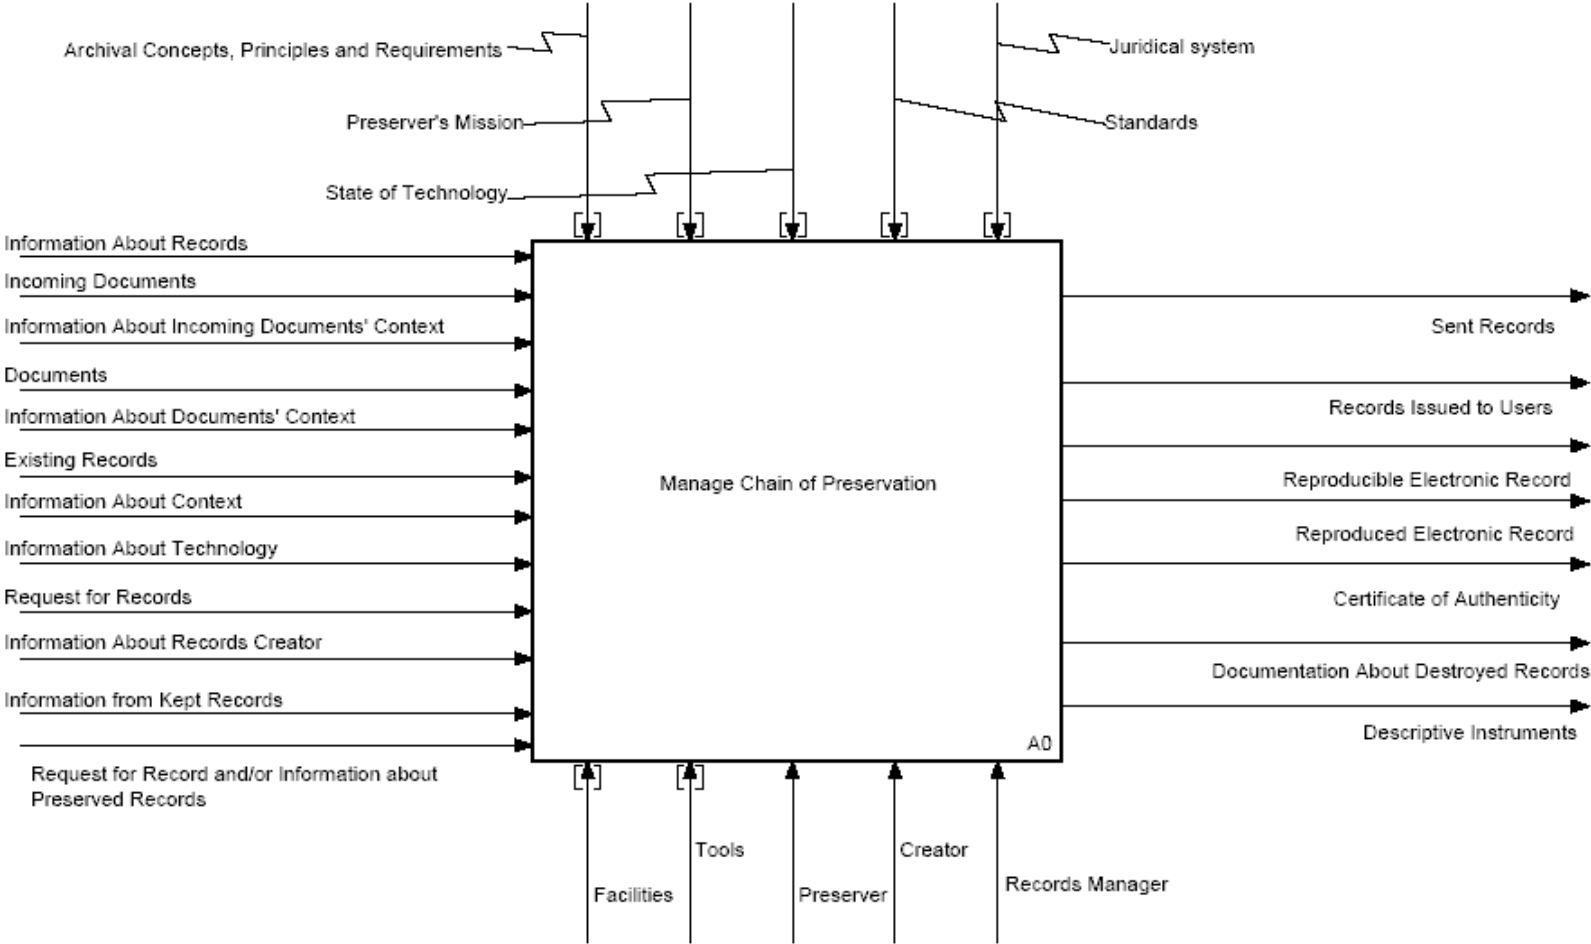 Archival Concepts, Principles and Requirements
Juridical system
Preserver's Mission
Standards
State of Technology
Information About Records
Incoming Documents
Information About Incoming Documents' Context
Documents
Information About Documents' Context
Existing Records
Information About Context
Information About Technology
Request for Records
Information About Records Creator
Information from Kept Records
Request for Record and/or Information about
Preserved Records
Manage Chain of Preservation
A0
Sent Records
Records Issued to Users
Reproducible Electronic Record
Reproduced Electronic Record
Certificate of Authenticity
Documentation About Destroyed Records
Descriptive Instruments
Facilities
Tools
Preserver
Creator
Records Manager